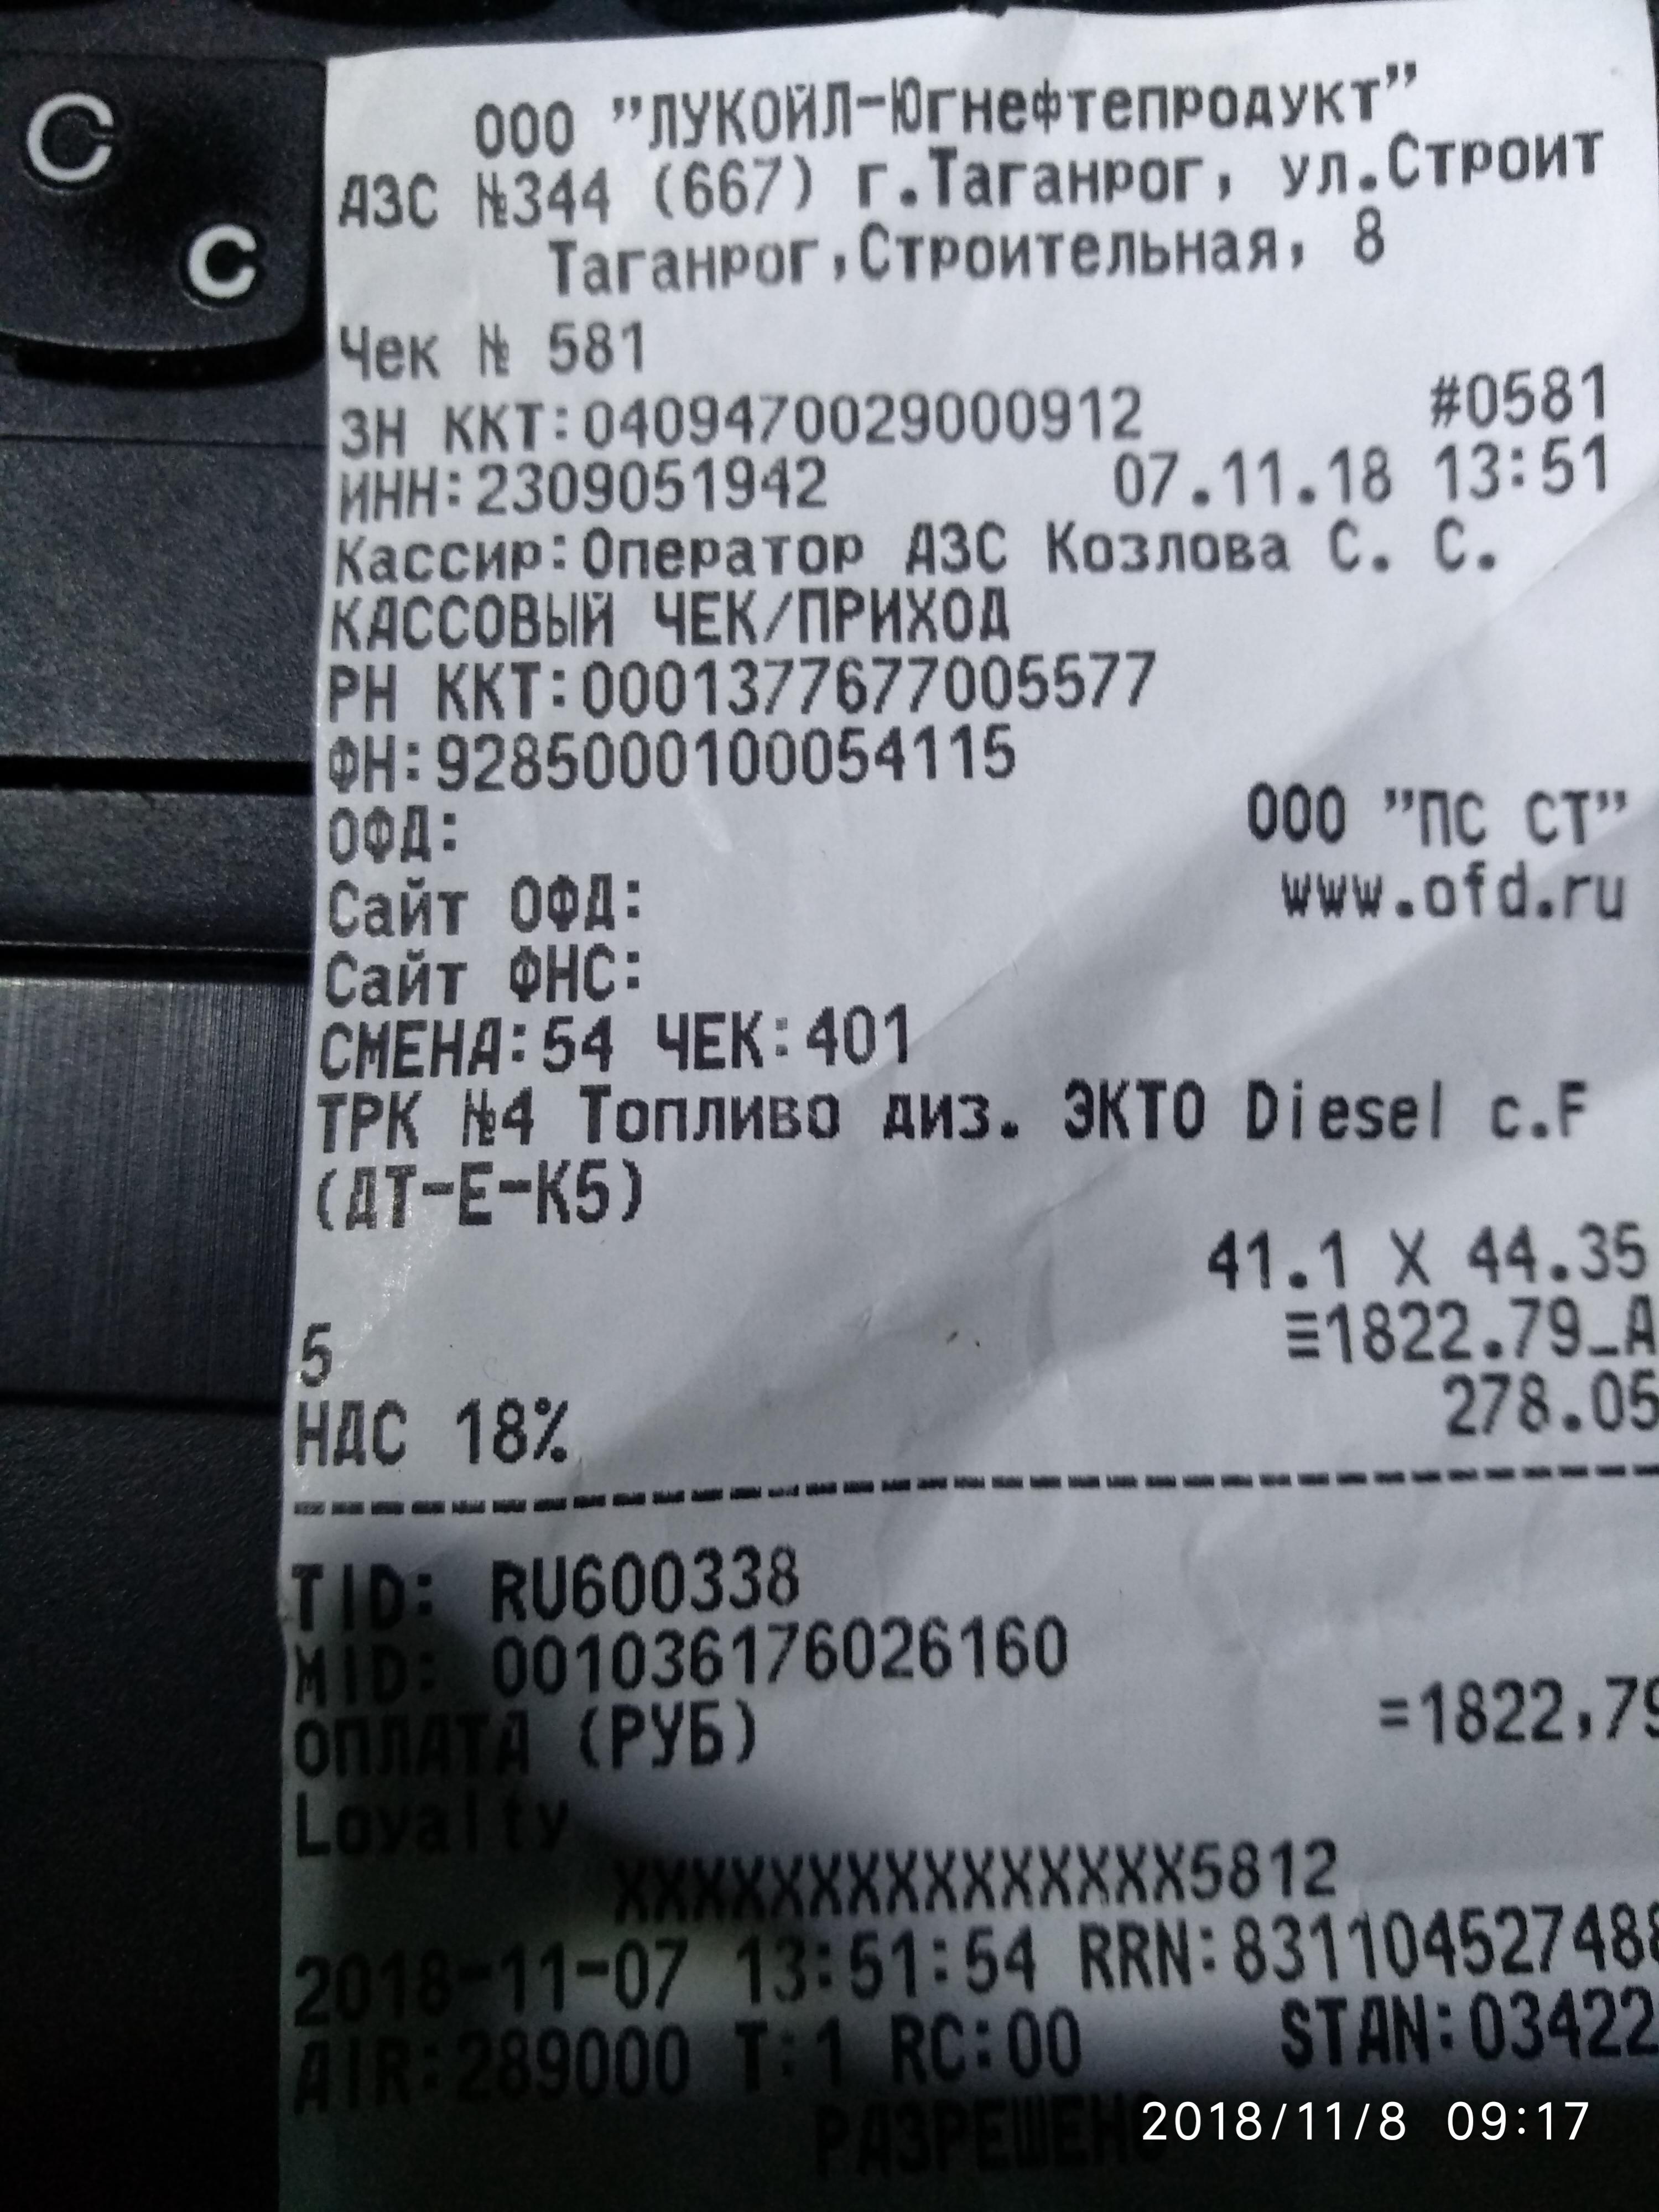 C
c
ООО "ЛУКОЙЛ-Югнефтепродукт"
АЗС №344 (667) г.Таганрог, ул.Строит
Таганрог,Строительная, 8
Чек № 581
ЗН ККТ:0409470029000912 #0581
ИНН:2309051942 07.11.18 13:51
Кассир:Оператор АЗС Козлова С. С.
КАССОВЫЙ ЧЕК/ПРИХОД
РН ККТ:0001377677005577
ФН:9285000100054115
ОФД: ООО "ПС СТ"
Сайт ОФД: www.ofd.ru
Сайт ФНС:
СМЕНА:54 ЧЕК:401
ТРК №4 Топливо диз. ЭКТО Diesel c.F
(ДТ-Е-К5)
41.1 X 44.35
5 ≡1822.79_А
НДС 18% 278.05
TID: RU600338
MID: 001036176026160
ОПЛАТА (РУБ) =1822,79
Loyalty
XXXXXXXXXXXXXXX5812
2018-11-07 13:51:54 RRN:831104527488
AIR:289000 T:1 RC:00 STAN:03422
РАЗРЕШЕНО
2018/11/8 09:17